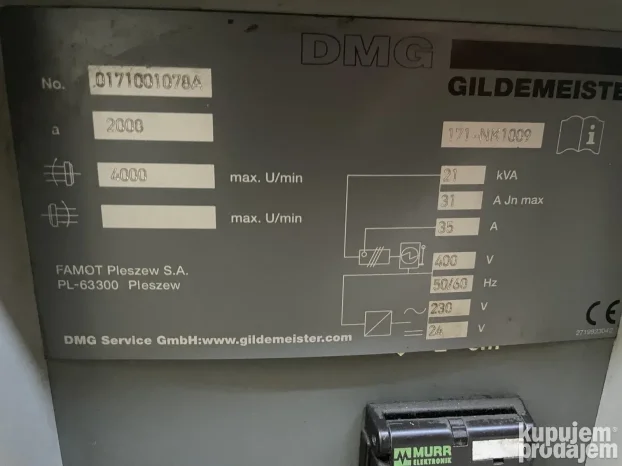 DMG
GILDEMEISTE
No. 0171001078A
a 2000
171-NK1009
4000 max. U/min
max. U/min
21 kVA
31 A Jn max
35 A
400 V
50/60 Hz
230 V
24 V
FAMOT Pleszew S.A.
PL-63300 Pleszew
CE
DMG Service GmbH:www.gildemeister.com
MURR
ELEKTRONIK
kupujem
prodajem